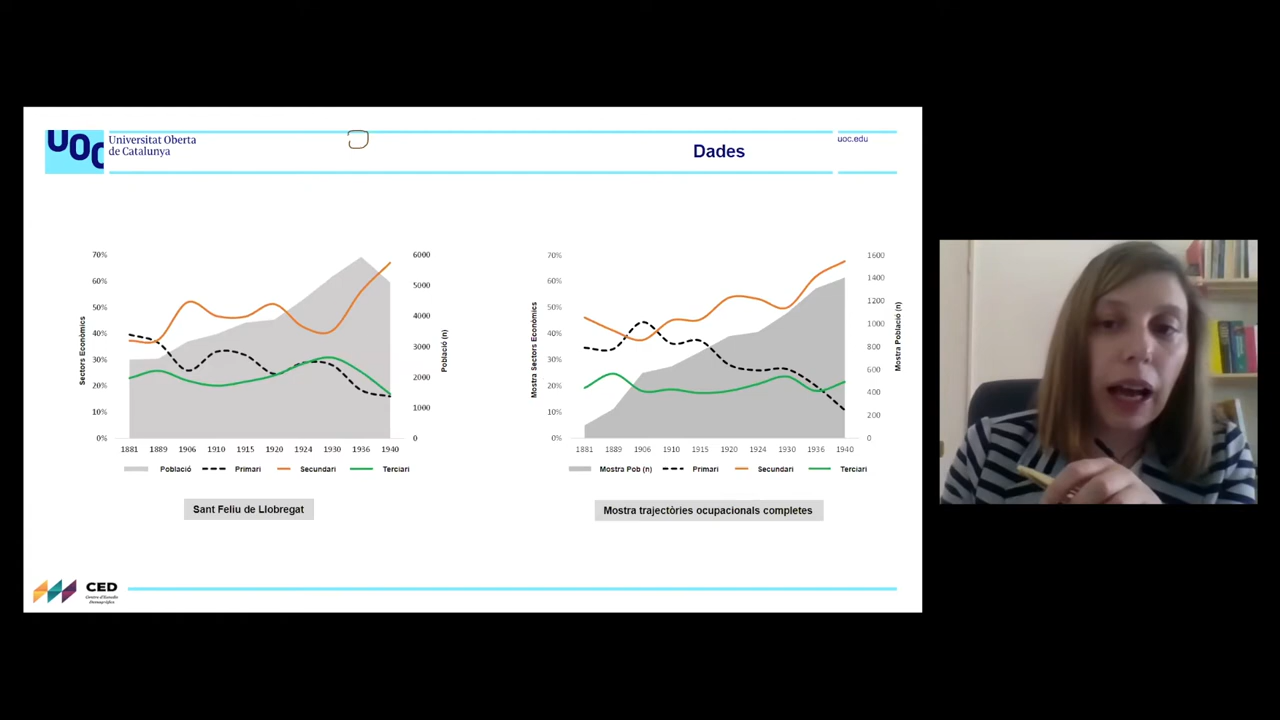 UOC
Universitat Oberta
de Catalunya
Dades
uoc.edu
70%
60%
50%
40%
30%
20%
10%
0%
Sectors Econòmics
6000
5000
4000
3000
2000
1000
0
Població (n)
1881 1889 1906 1910 1915 1920 1924 1930 1936 1940
Població Primari Secundari Terciari
Sant Feliu de Llobregat
70%
60%
50%
40%
30%
20%
10%
0%
Mostra Sectors Econòmics
1600
1400
1200
1000
800
600
400
200
0
Mostra Població (n)
1881 1889 1906 1910 1915 1920 1924 1930 1936 1940
Mostra Pob (n) Primari Secundari Terciari
Mostra trajectòries ocupacionals completes
CED
Centre d'Estudis
Demogràfics